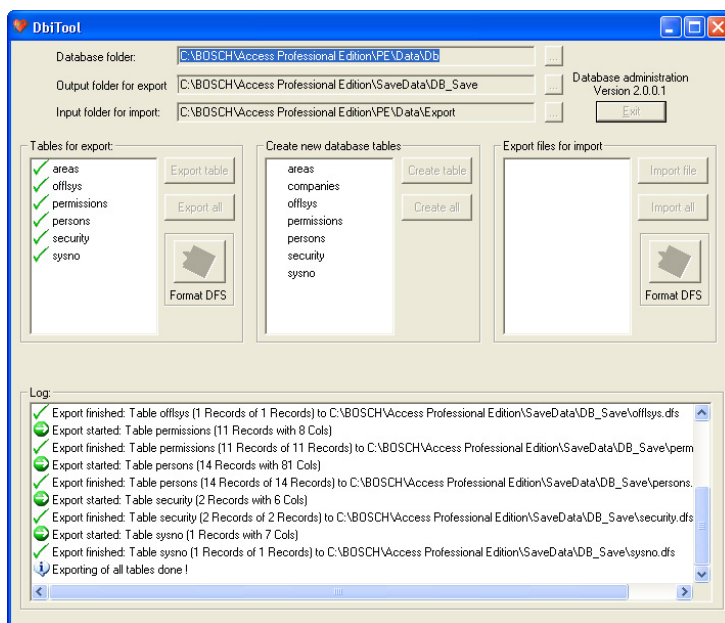 DbiTool
Database folder: C:\BOSCH\Access Professional Edition\PE\Data\Db ...
Output folder for export C:\BOSCH\Access Professional Edition\SaveData\DB_Save ...
Database administration
Version 2.0.0.1
Input folder for import: C:\BOSCH\Access Professional Edition\PE\Data\Export ...
Exit
Tables for export:
areas
offlsys
permissions
persons
security
sysno
Export table
Export all
Format DFS
Create new database tables
areas
companies
offlsys
permissions
persons
security
sysno
Create table
Create all
Export files for import
Import file
Import all
Format DFS
Log:
Export finished: Table offlsys (1 Records of 1 Records) to C:\BOSCH\Access Professional Edition\SaveData\DB_Save\offlsys.dfs
Export started: Table permissions (11 Records with 8 Cols)
Export finished: Table permissions (11 Records of 11 Records) to C:\BOSCH\Access Professional Edition\SaveData\DB_Save\perm
Export started: Table persons (14 Records with 81 Cols)
Export finished: Table persons (14 Records of 14 Records) to C:\BOSCH\Access Professional Edition\SaveData\DB_Save\persons.
Export started: Table security (2 Records with 6 Cols)
Export finished: Table security (2 Records of 2 Records) to C:\BOSCH\Access Professional Edition\SaveData\DB_Save\security.dfs
Export started: Table sysno (1 Records with 7 Cols)
Export finished: Table sysno (1 Records of 1 Records) to C:\BOSCH\Access Professional Edition\SaveData\DB_Save\sysno.dfs
Exporting of all tables done !